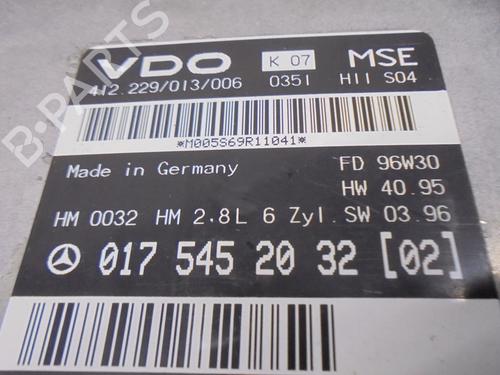 VDO K 07 MSE
412.229/013/006 0351 H11 S04
*M005S69R11041*
Made in Germany FD 96W30
HW 40.95
HM 0032 HM 2.8L 6 Zyl. SW 03.96
017 545 20 32 [02]
B-PARTS